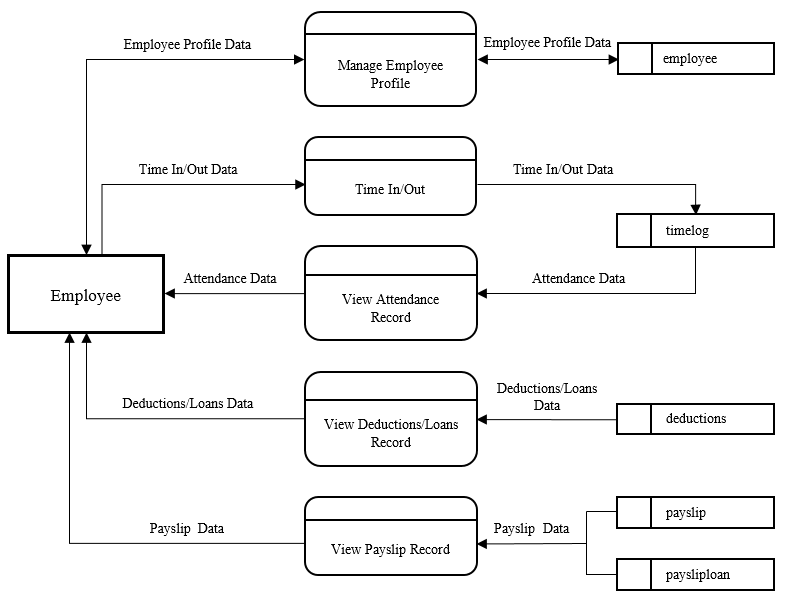 Employee Profile Data
Manage Employee
Profile
Employee Profile Data
employee
Time In/Out Data
Time In/Out
Time In/Out Data
timelog
Employee
Attendance Data
View Attendance
Record
Attendance Data
Deductions/Loans Data
View Deductions/Loans
Record
Deductions/Loans
Data
deductions
Payslip Data
View Payslip Record
Payslip Data
payslip
paysliploan